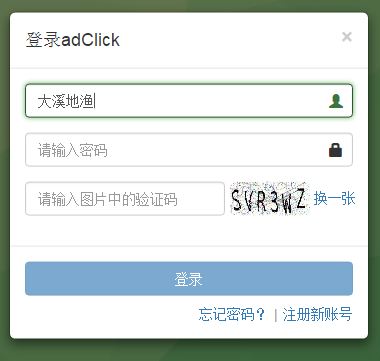 登录adClick
×
大溪地渔
请输入密码
请输入图片中的验证码 SVR3WZ 换一张
登录
忘记密码？ | 注册新账号